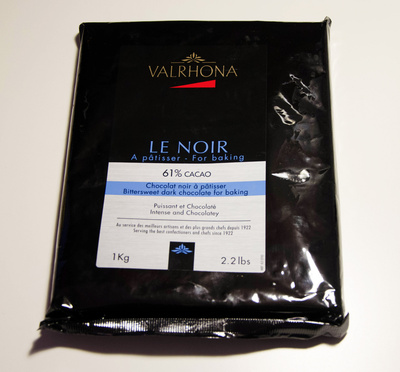 VALRHONA
LE NOIR
A pâtisser - For baking
61% CACAO
Chocolat noir à pâtisser
Bittersweet dark chocolate for baking
Puissant et Chocolaté
Intense and Chocolatey
Au service des meilleurs artisans et des plus grands chefs depuis 1922
Serving the best confectioners and chefs since 1922
1Kg 2.2lbs